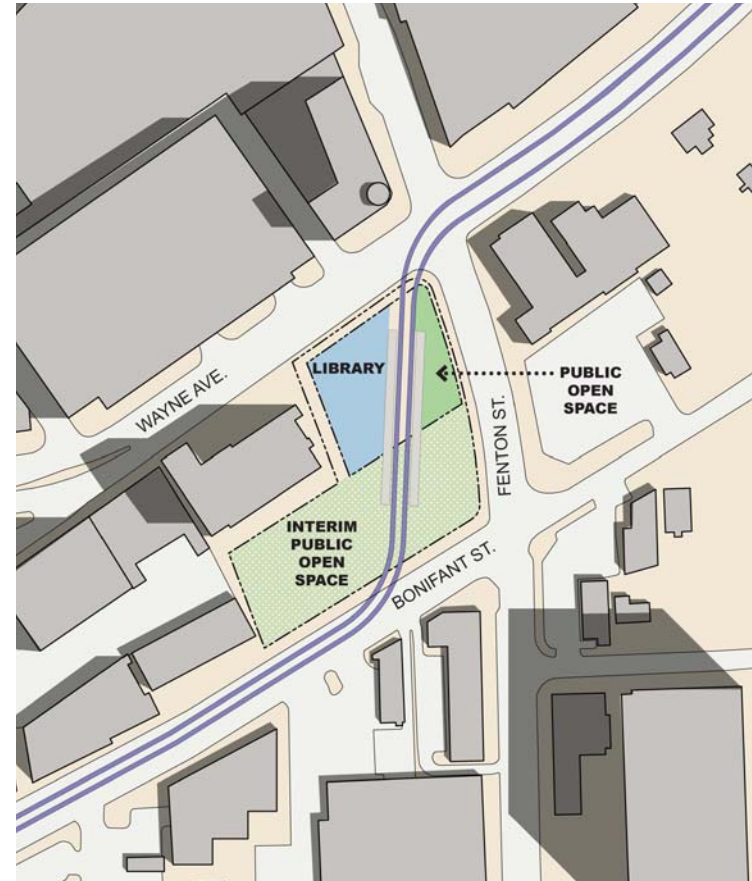 LIBRARY
PUBLIC
OPEN
SPACE
WAYNE AVE.
FENTON ST.
INTERIM
PUBLIC
OPEN
SPACE
BONIFANT ST.